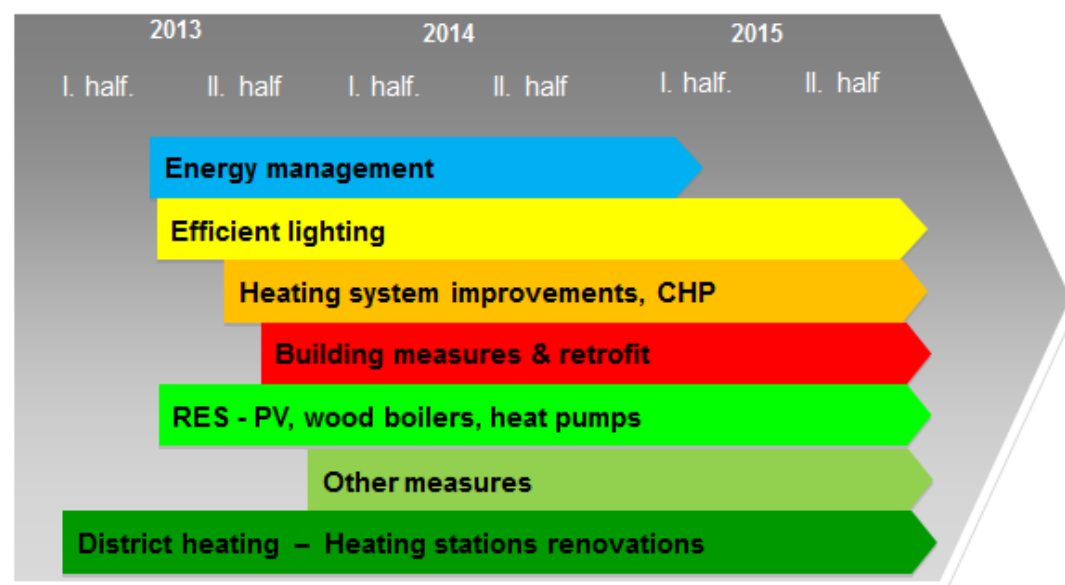 2013 2014 2015
I. half. II. half I. half. II. half I. half. II. half
Energy management
Efficient lighting
Heating system improvements, CHP
Building measures & retrofit
RES - PV, wood boilers, heat pumps
Other measures
District heating – Heating stations renovations